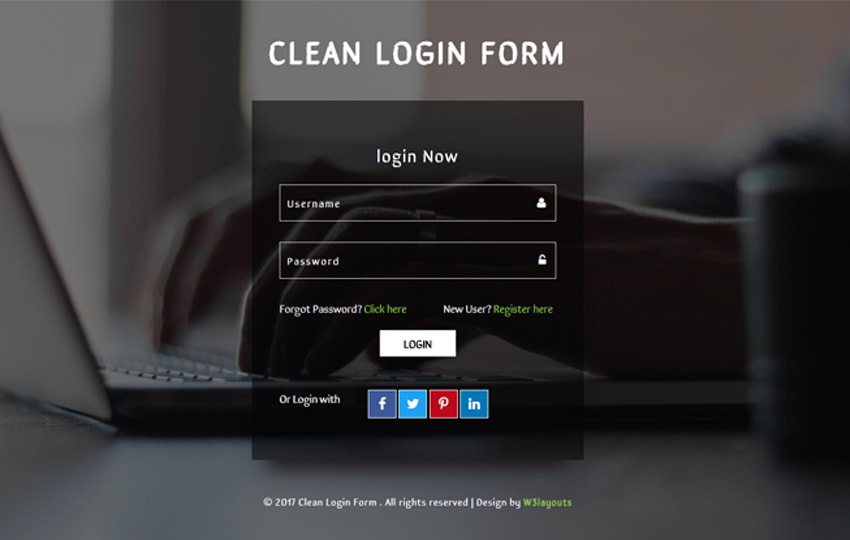 CLEAN LOGIN FORM
login Now
Username
Password
Forgot Password? Click here New User? Register here
LOGIN
Or Login with
© 2017 Clean Login Form . All rights reserved | Design by W3layouts